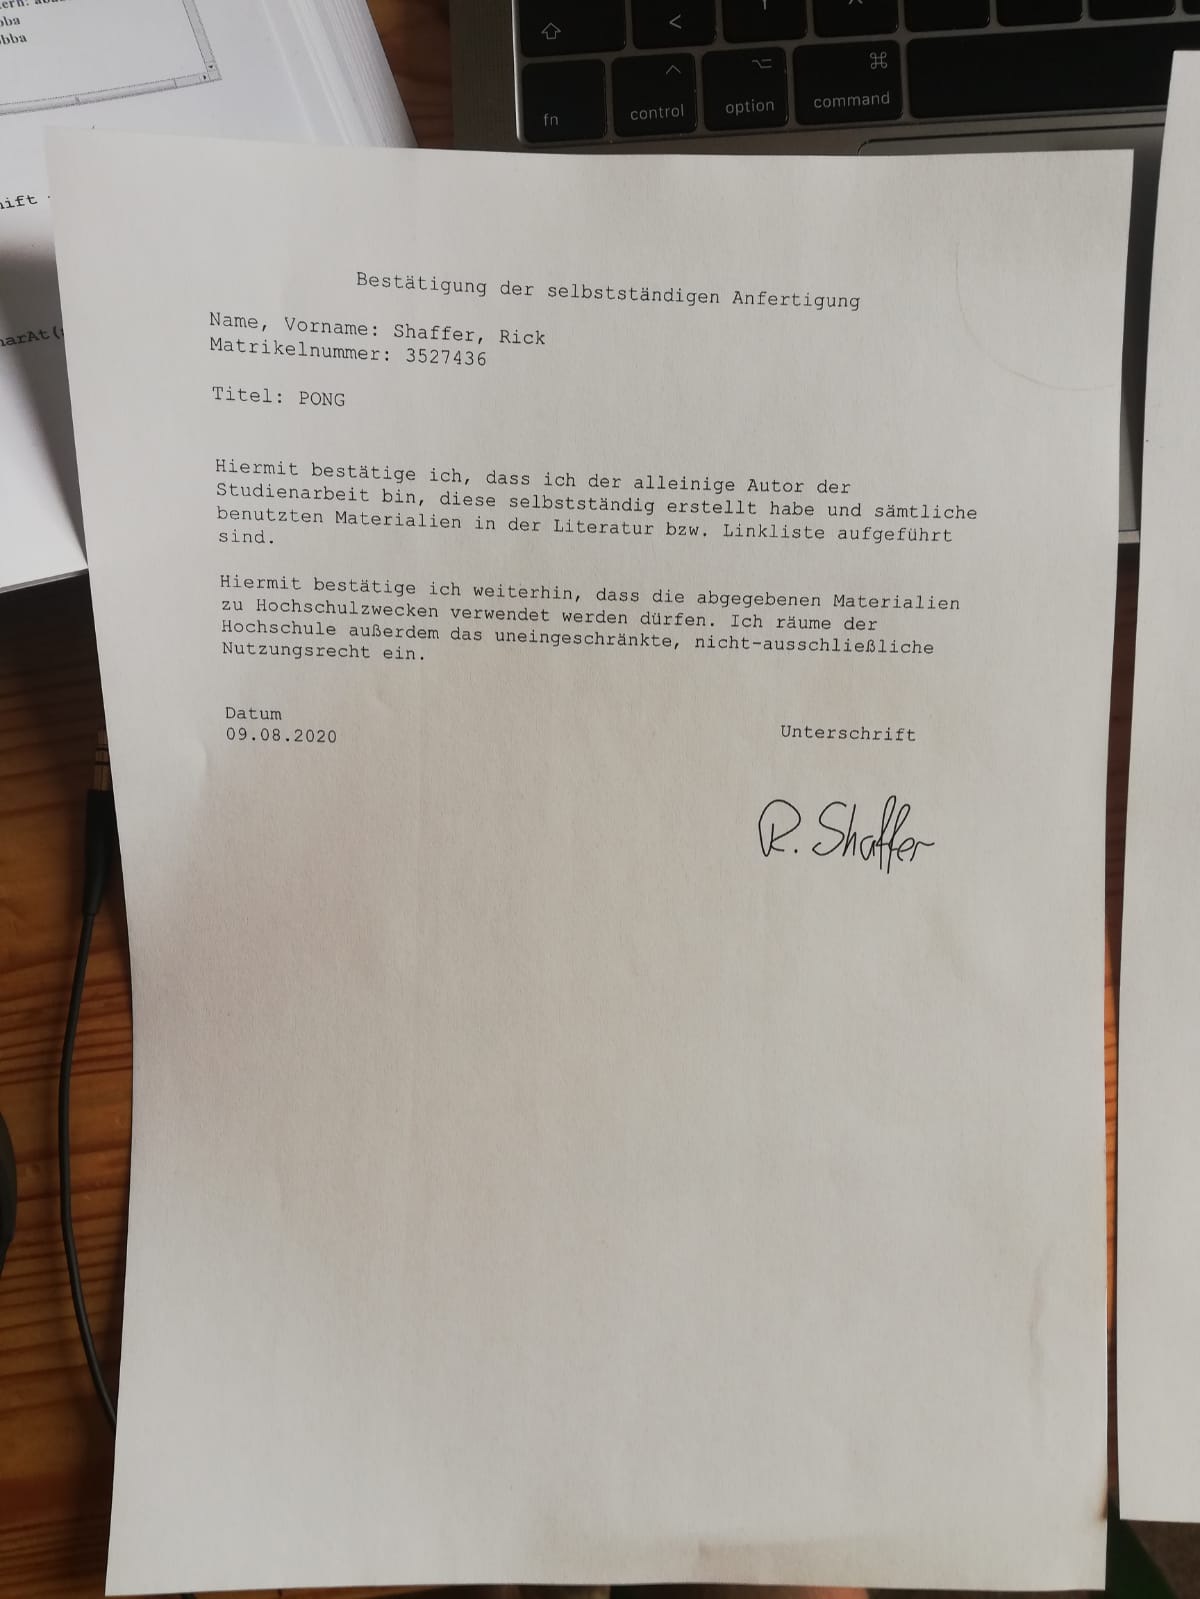 bba
bba
fn
control
option
command
Bestätigung der selbstständigen Anfertigung
Name, Vorname: Shaffer, Rick
Matrikelnummer: 3527436
Titel: PONG
Hiermit bestätige ich, dass ich der alleinige Autor der
Studienarbeit bin, diese selbstständig erstellt habe und sämtliche
benutzten Materialien in der Literatur bzw. Linkliste aufgeführt
sind.
Hiermit bestätige ich weiterhin, dass die abgegebenen Materialien
zu Hochschulzwecken verwendet werden dürfen. Ich räume der
Hochschule außerdem das uneingeschränkte, nicht-ausschließliche
Nutzungsrecht ein.
Datum
09.08.2020
Unterschrift
R. Shaffer